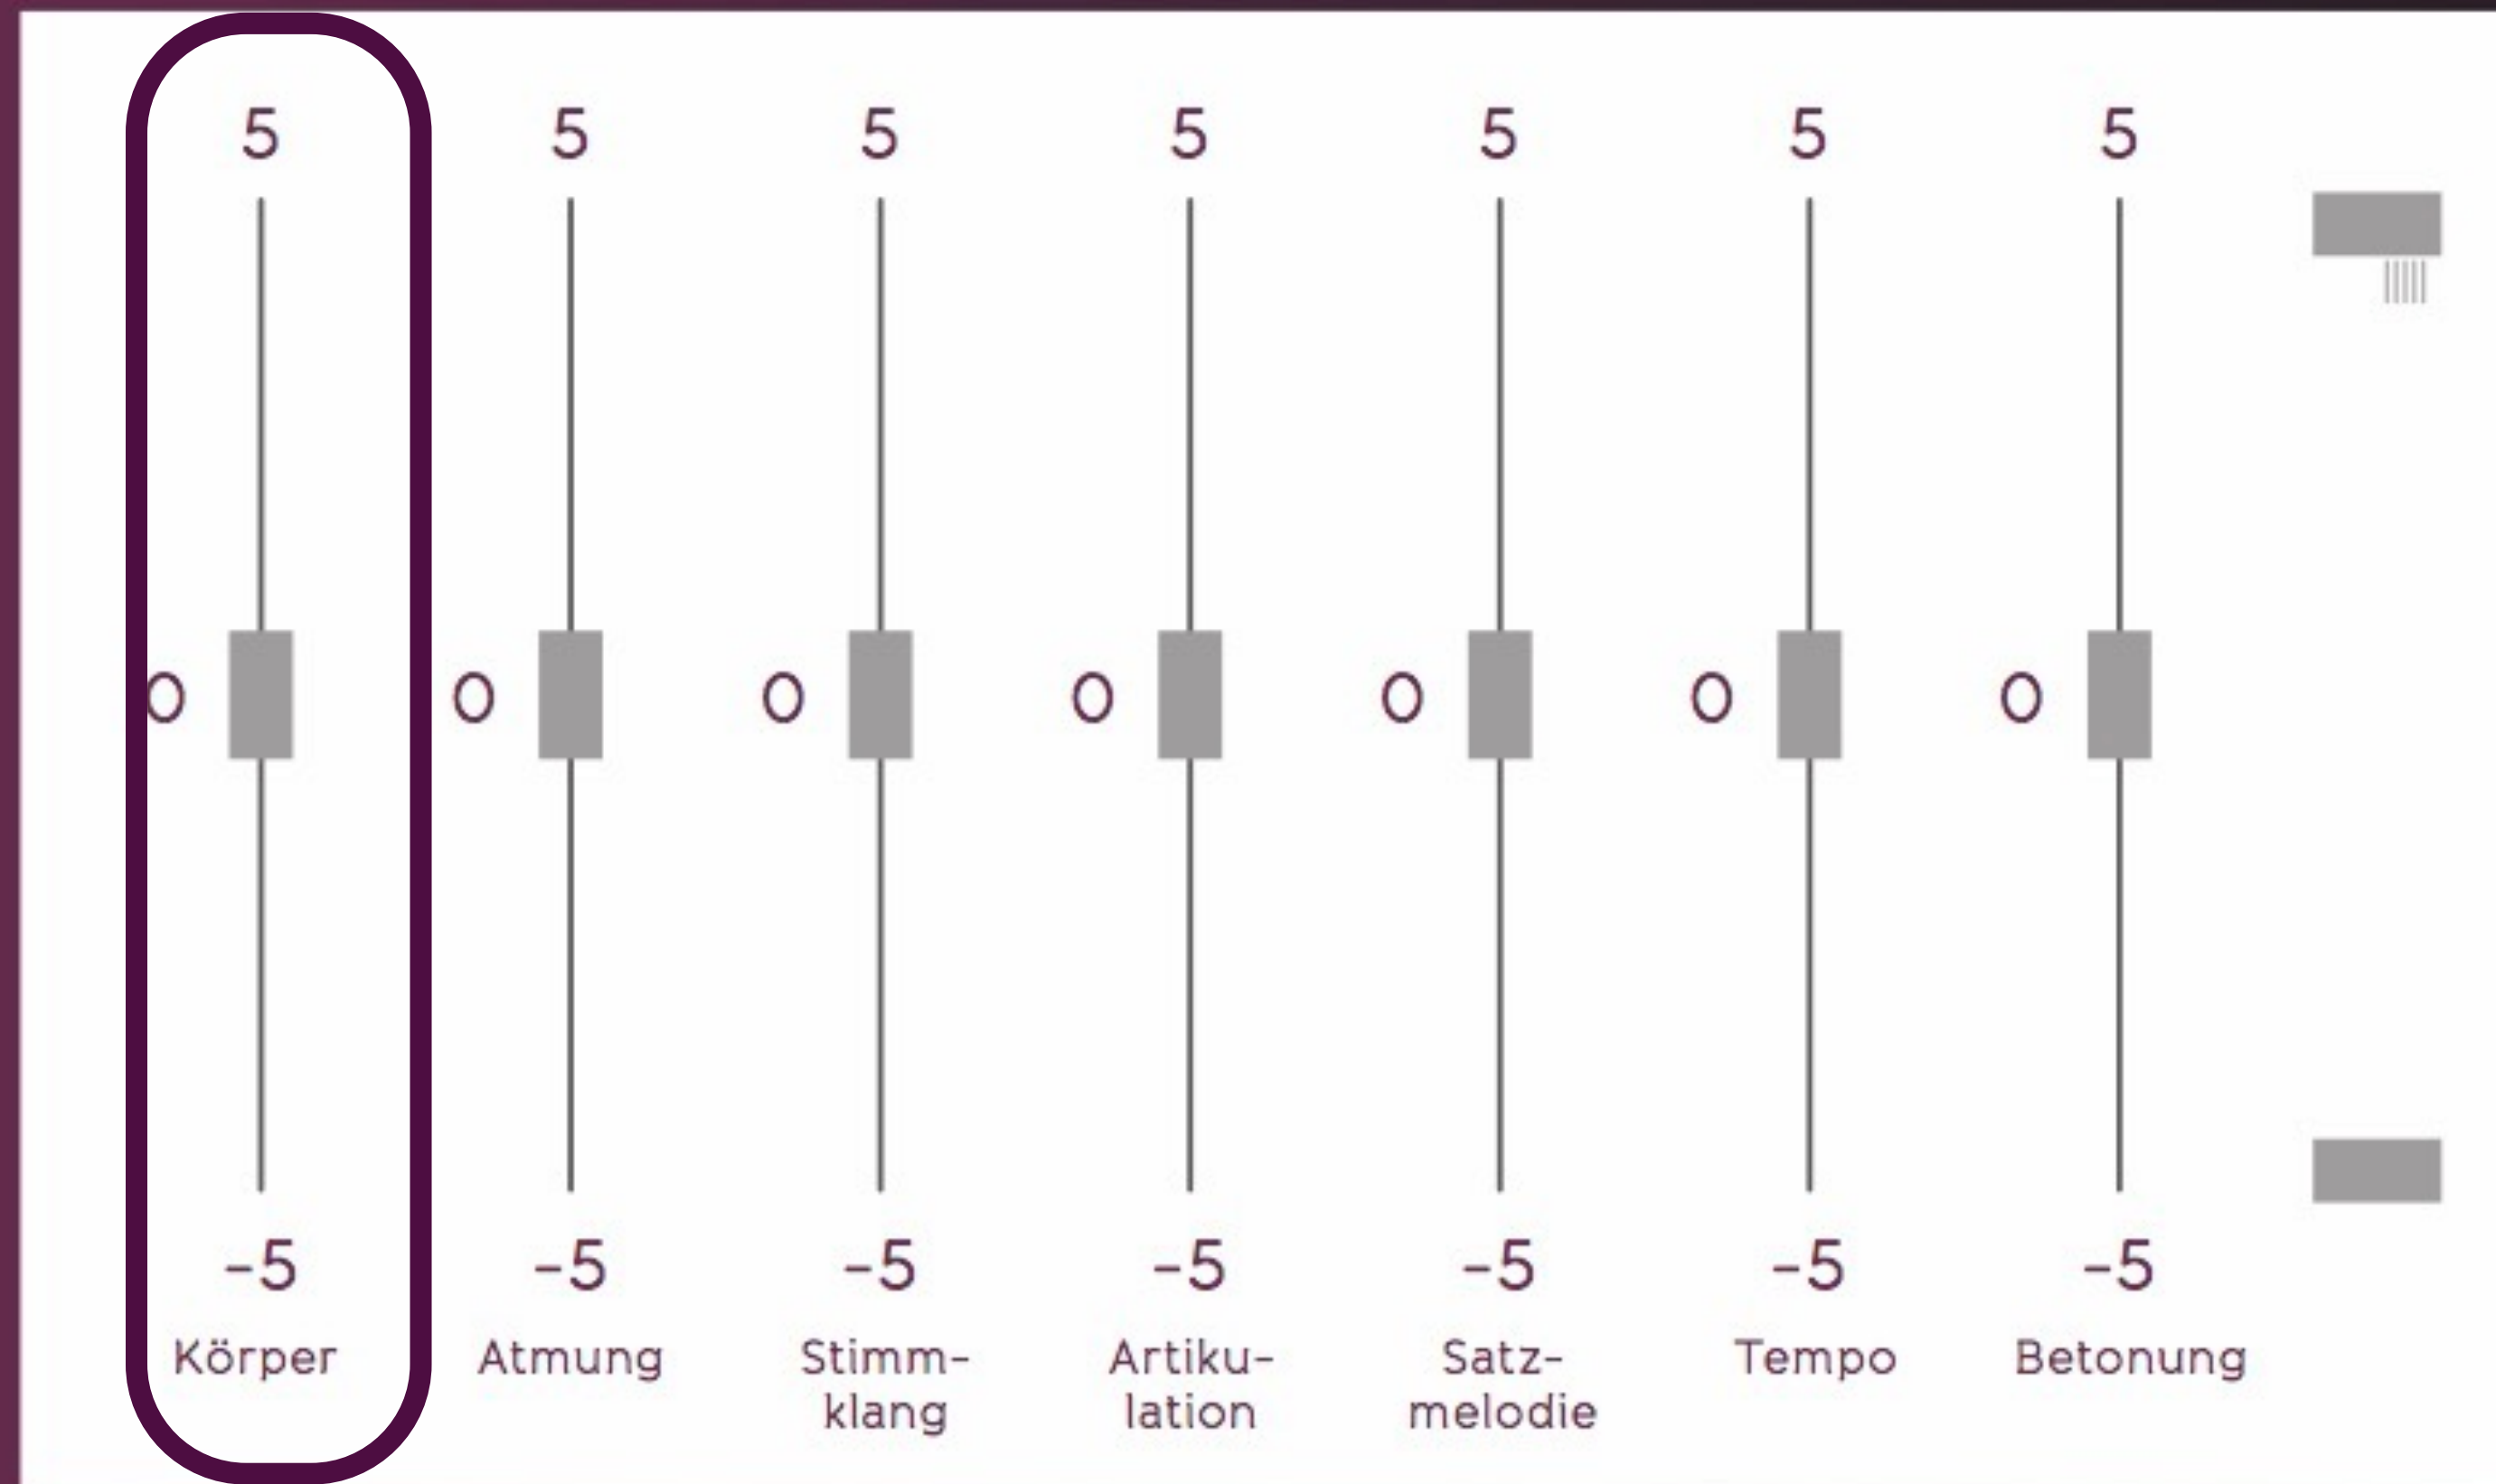 5 5 5 5 5 5 5
0 0 0 0 0 0 0
-5 -5 -5 -5 -5 -5 -5
Körper Atmung Stimm- Artiku- Satz- Tempo Betonung
klang lation melodie